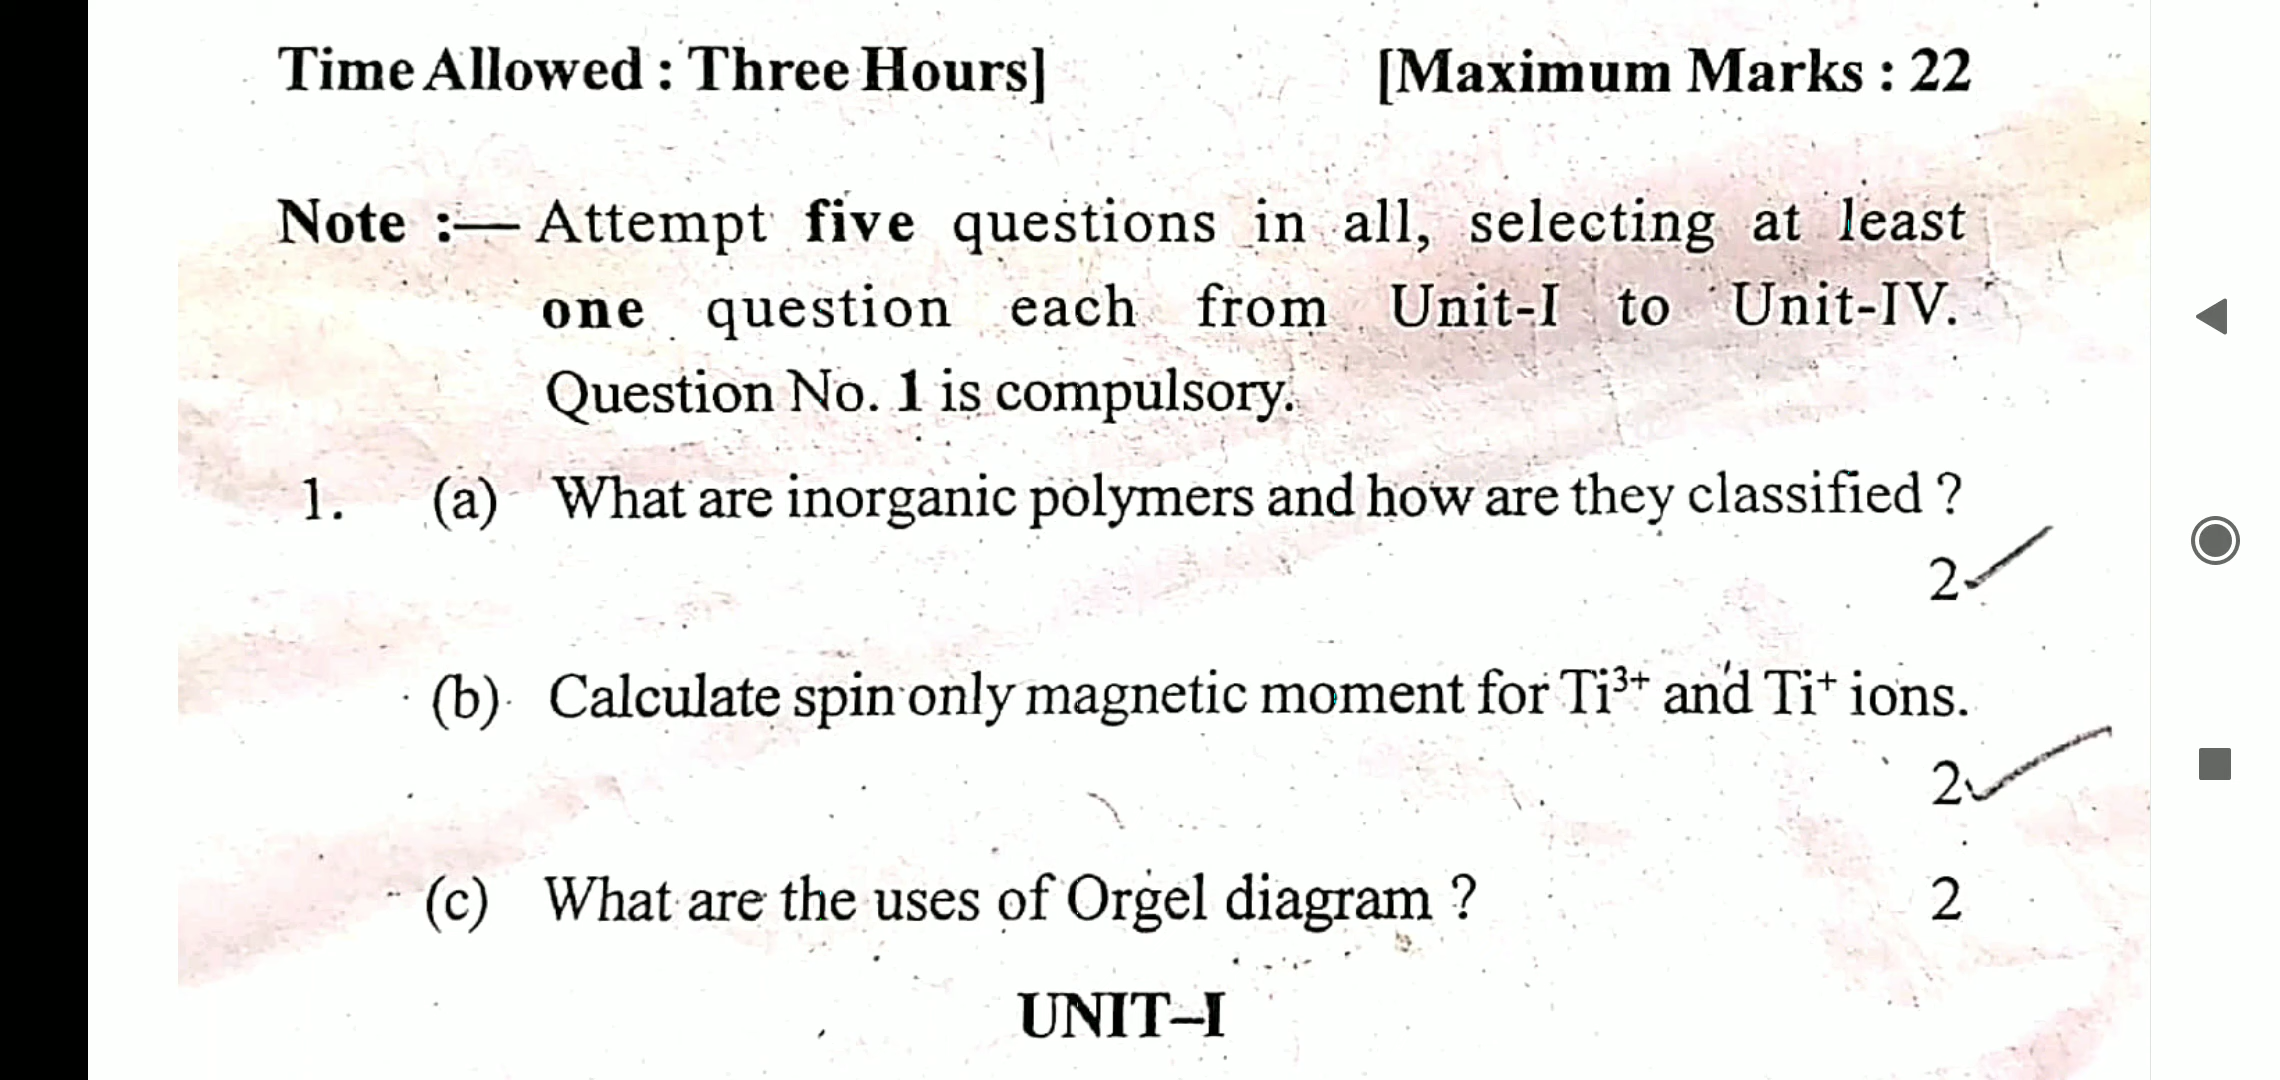 Time Allowed : Three Hours] [Maximum Marks : 22
Note :— Attempt five questions in all, selecting at least
one question each from Unit-I to Unit-IV.
Question No. 1 is compulsory.
1. (a) What are inorganic polymers and how are they classified ?
2
(b) Calculate spin only magnetic moment for Ti³⁺ and Ti⁺ ions.
2
(c) What are the uses of Orgel diagram ? 2
UNIT–I